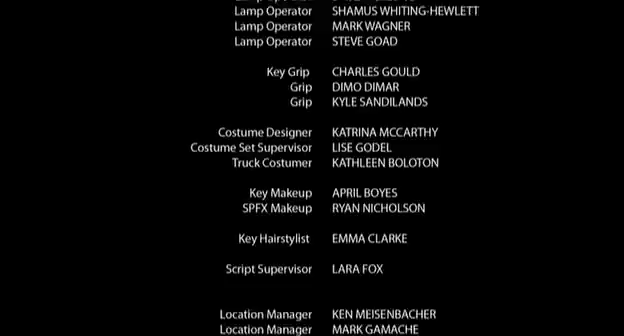 Lamp Operator SHAMUS WHITING-HEWLETT
Lamp Operator MARK WAGNER
Lamp Operator STEVE GOAD
Key Grip CHARLES GOULD
Grip DIMO DIMAR
Grip KYLE SANDILANDS
Costume Designer KATRINA MCCARTHY
Costume Set Supervisor LISE GODEL
Truck Costumer KATHLEEN BOLOTON
Key Makeup APRIL BOYES
SPFX Makeup RYAN NICHOLSON
Key Hairstylist EMMA CLARKE
Script Supervisor LARA FOX
Location Manager KEN MEISENBACHER
Location Manager MARK GAMACHE